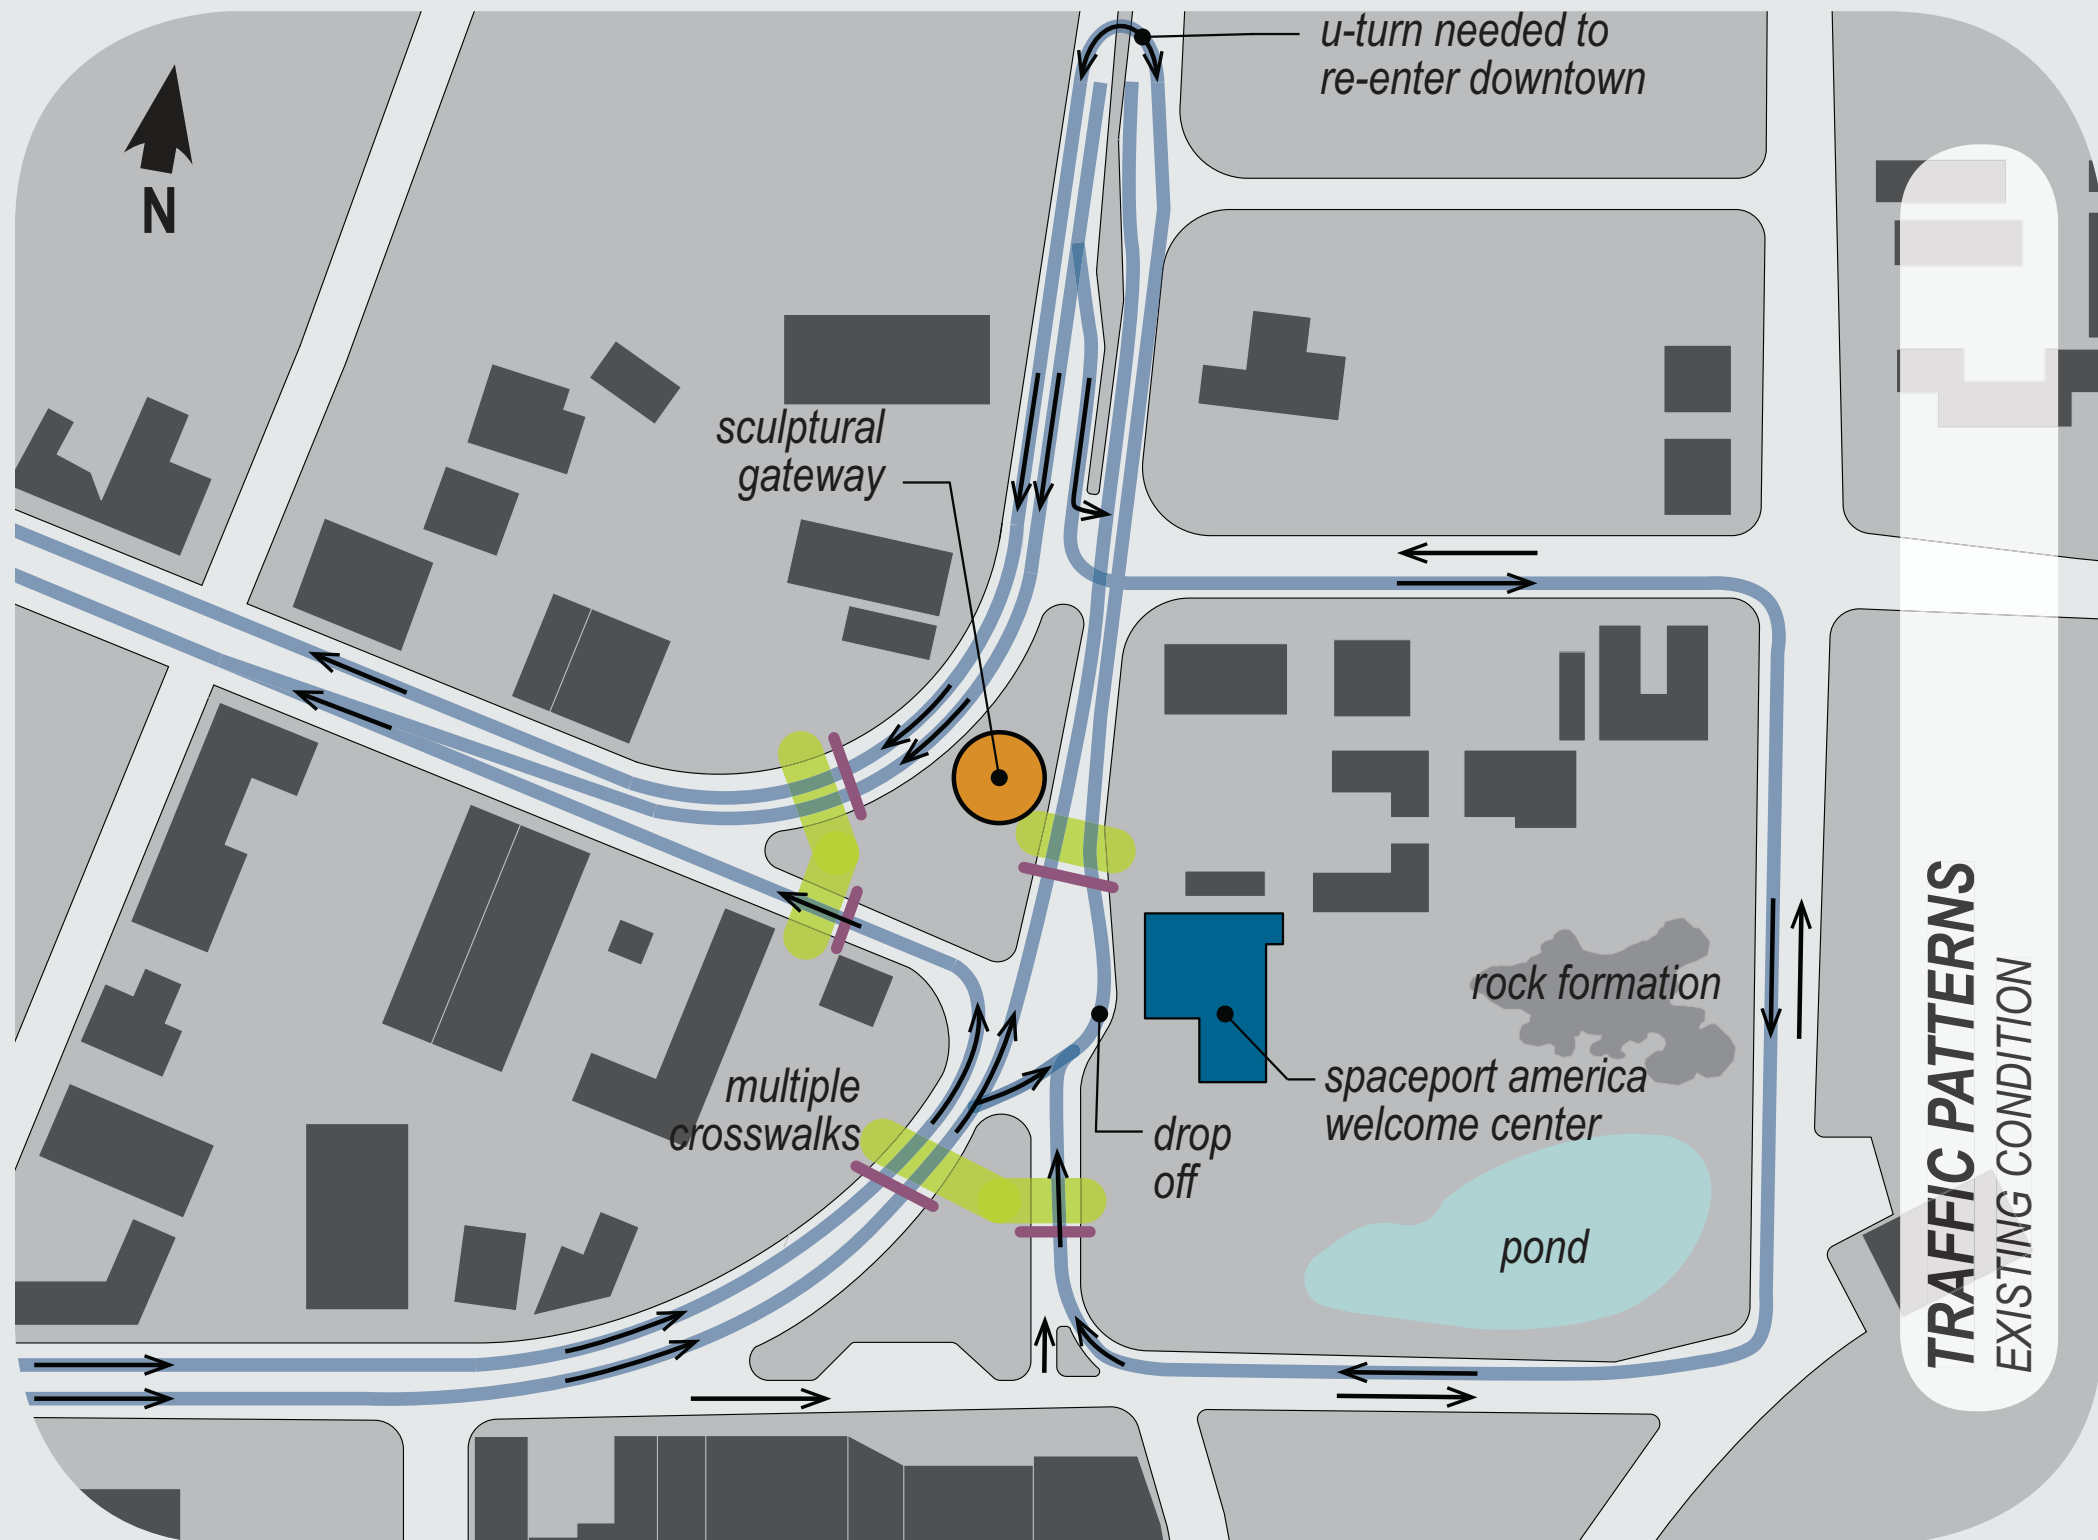 u-turn needed to
re-enter downtown
N
sculptural
gateway
rock formation
spaceport america
welcome center
multiple
crosswalks
drop
off
pond
TRAFFIC PATTERNS
EXISTING CONDITION